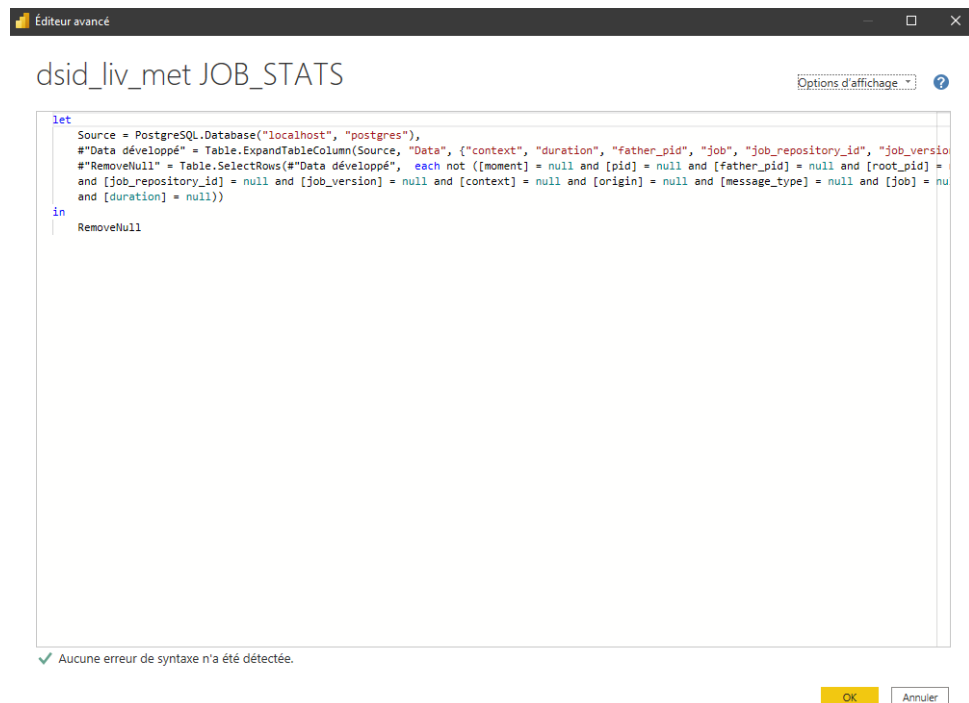 Éditeur avancé
dsid_liv_met JOB_STATS
Options d'affichage
?
let
Source = PostgreSQL.Database("localhost", "postgres"),
#"Data développé" = Table.ExpandTableColumn(Source, "Data", {"context", "duration", "father_pid", "job", "job_repository_id", "job_versio
#"RemoveNull" = Table.SelectRows(#"Data développé",  each not ([moment] = null and [pid] = null and [father_pid] = null and [root_pid] =
and [job_repository_id] = null and [job_version] = null and [context] = null and [origin] = null and [message_type] = null and [job] = nu
and [duration] = null))
in
RemoveNull
Aucune erreur de syntaxe n'a été détectée.
OK
Annuler